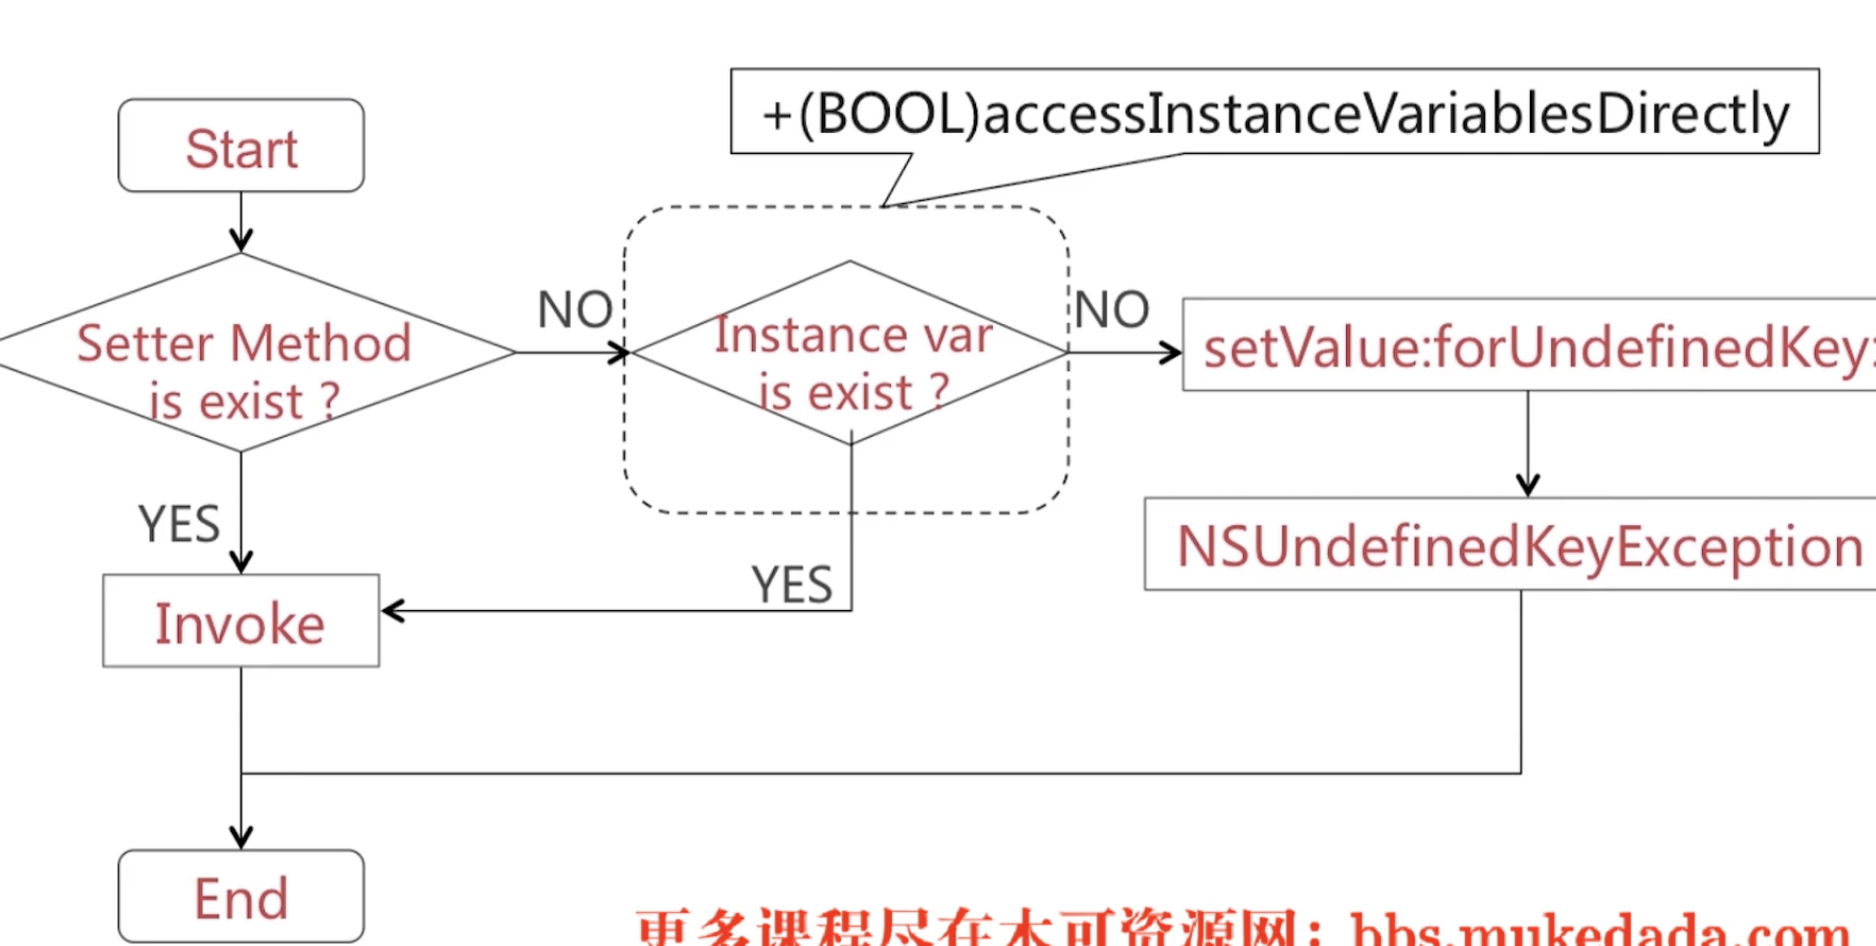 +(BOOL)accessInstanceVariablesDirectly
Start
NO
NO
Setter Method
is exist ?
Instance var
is exist ?
setValue:forUndefinedKey:
YES
NSUndefinedKeyException
YES
Invoke
End
更多课程尽在木可资源网：bbs.mukedada.com